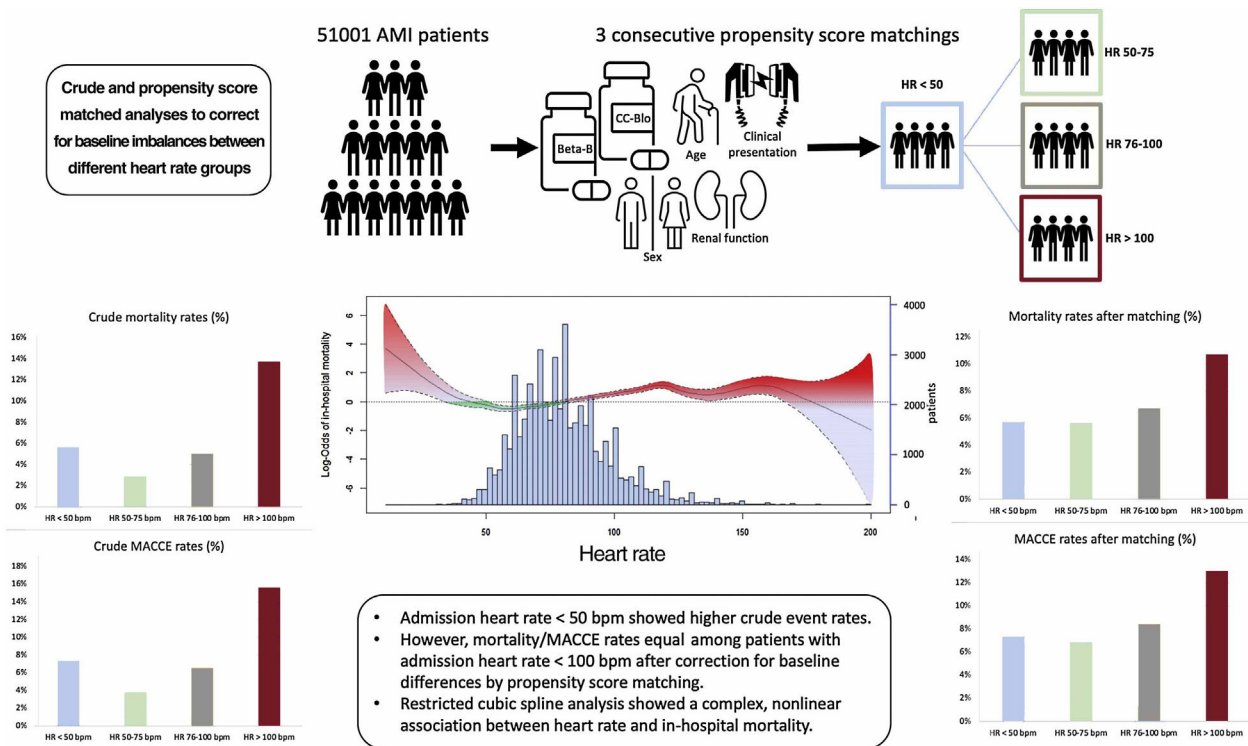 51001 AMI patients
3 consecutive propensity score matchings
Crude and propensity score
matched analyses to correct
for baseline imbalances between
different heart rate groups
Beta-B
CC-Blo
Age
Clinical
presentation
Sex
Renal function
HR < 50
HR 50-75
HR 76-100
HR > 100
Crude mortality rates (%)
16%
14%
12%
10%
8%
6%
4%
2%
0%
HR < 50 bpm
HR 50-75 bpm
HR 76-100 bpm
HR > 100 bpm
Log-Odds of in-hospital mortality
6
4
2
0
-2
-4
-6
50
100
150
200
Heart rate
4000
3000
2000
1000
0
patients
Mortality rates after matching (%)
12%
10%
8%
6%
4%
2%
0%
HR < 50 bpm
HR 50-75 bpm
HR 76-100 bpm
HR > 100 bpm
Crude MACCE rates (%)
18%
16%
14%
12%
10%
8%
6%
4%
2%
0%
HR < 50 bpm
HR 50-75 bpm
HR 76-100 bpm
HR > 100 bpm
• Admission heart rate < 50 bpm showed higher crude event rates.
• However, mortality/MACCE rates equal among patients with
admission heart rate < 100 bpm after correction for baseline
differences by propensity score matching.
• Restricted cubic spline analysis showed a complex, nonlinear
association between heart rate and in-hospital mortality.
MACCE rates after matching (%)
14%
12%
10%
8%
6%
4%
2%
0%
HR < 50 bpm
HR 50-75 bpm
HR 76-100 bpm
HR > 100 bpm